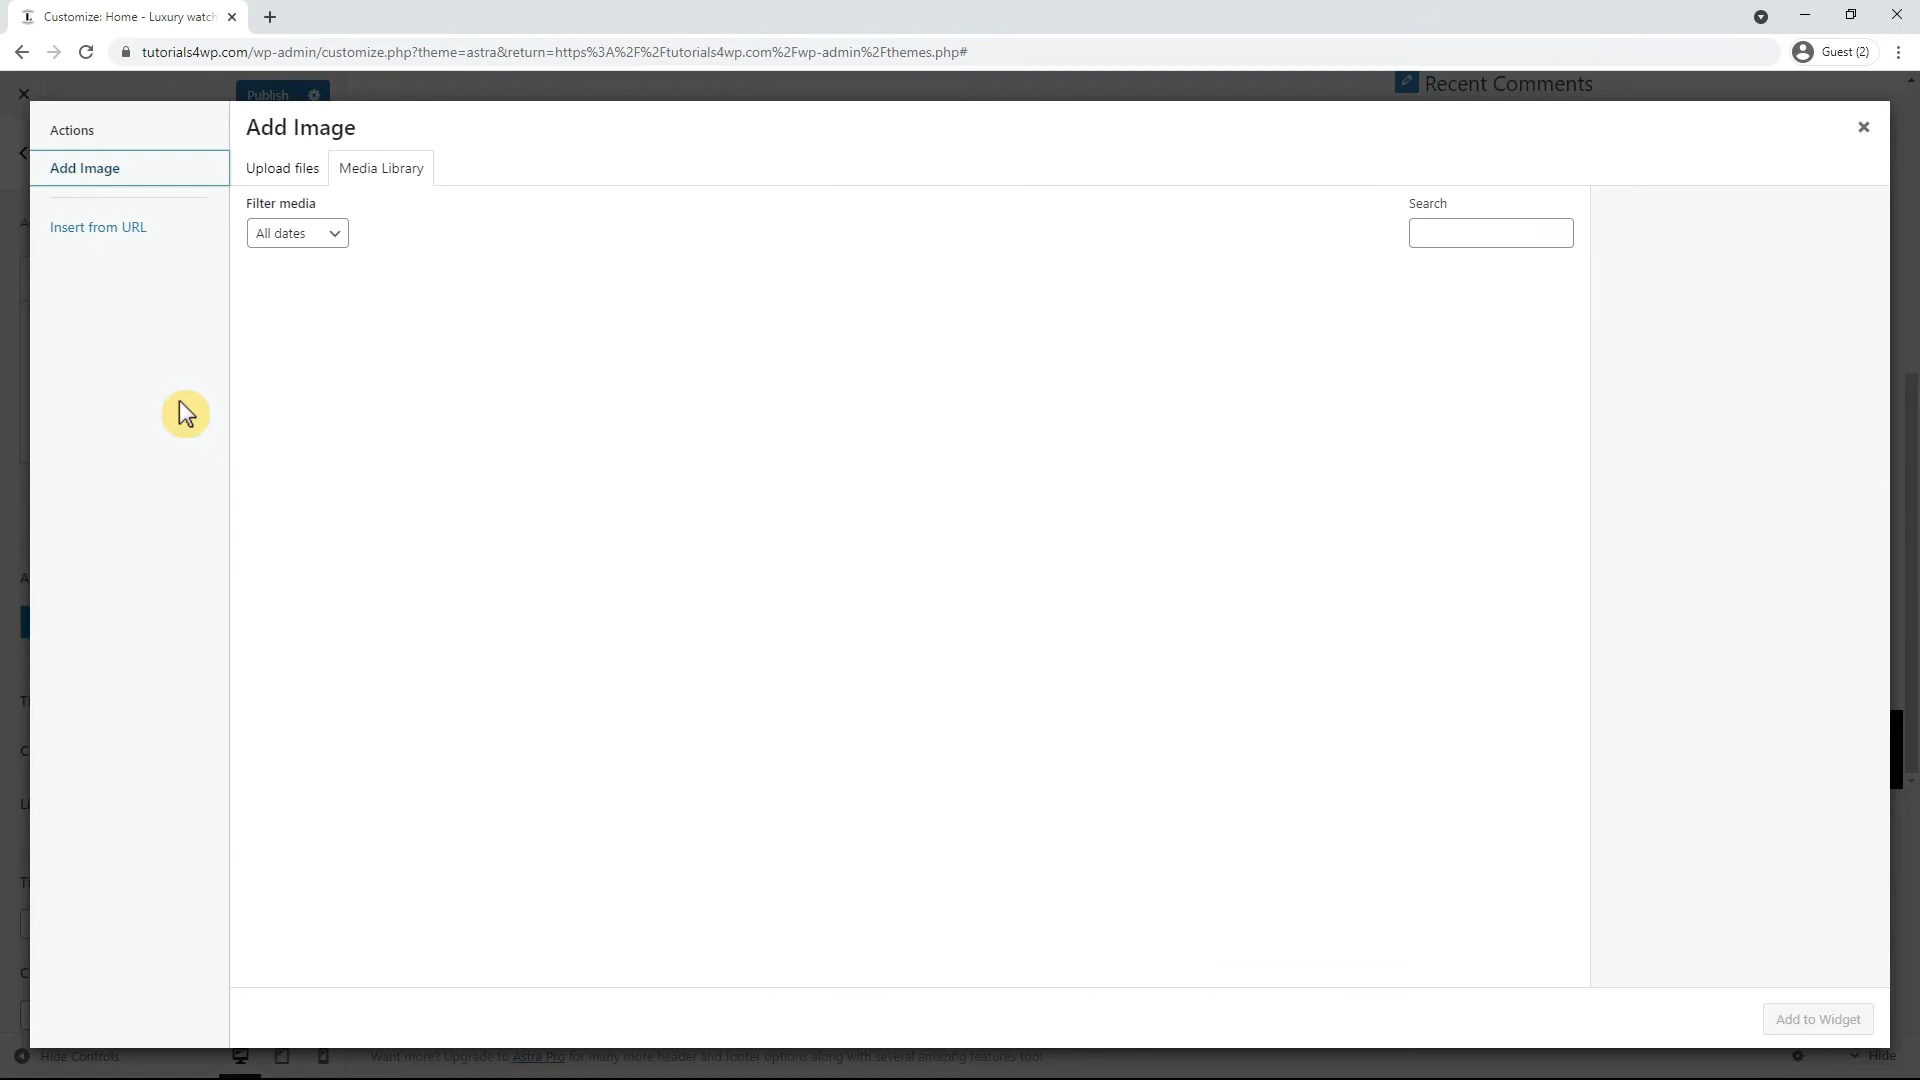 Customize: Home - Luxury watch
tutorials4wp.com/wp-admin/customize.php?theme=astra&return=https%3A%2F%2Ftutorials4wp.com%2Fwp-admin%2Fthemes.php#
Guest (2)
Publish
Recent Comments
Actions
Add Image
Add Image
Upload files
Media Library
Insert from URL
Filter media
All dates
Search
Add to Widget
Hide Controls
Want more? Upgrade to Astra Pro for many more header and footer options along with several amazing features too!
Hide